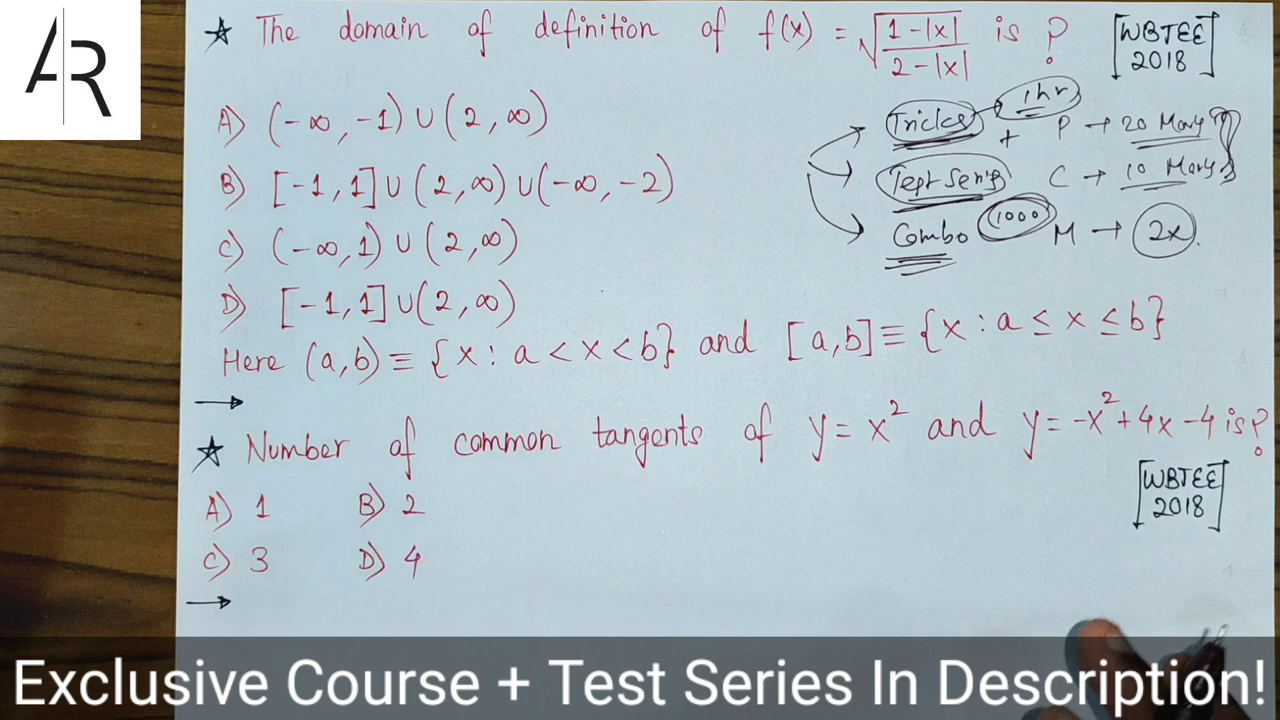 AR
☆ The domain of definition of f(x) = √((1-|x|)/(2-|x|)) is ? [WBJEE 2018]
A) (-∞, -1) ∪ (2, ∞)
B) [-1, 1] ∪ (2, ∞) ∪ (-∞, -2)
C) (-∞, 1) ∪ (2, ∞)
D) [-1, 1] ∪ (2, ∞)
Tricks 1hr
+ P → 20 Marks
Test Series C → 10 Marks
Combo 1000 M → 2x.
Here (a, b) ≡ {x : a < x < b} and [a, b] ≡ {x : a ≤ x ≤ b}
→
☆ Number of common tangents of y = x² and y = -x² + 4x - 4 is ?
[WBJEE 2018]
A) 1 B) 2
C) 3 D) 4
→
Exclusive Course + Test Series In Description!